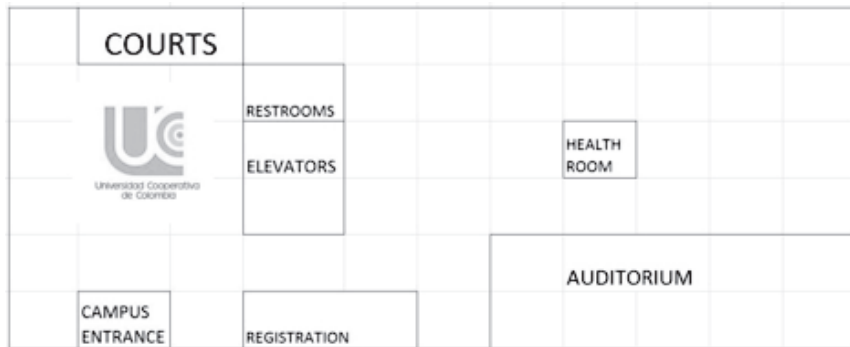 COURTS
RESTROOMS
ELEVATORS
HEALTH
ROOM
Universidad Cooperativa
de Colombia
AUDITORIUM
CAMPUS
ENTRANCE
REGISTRATION